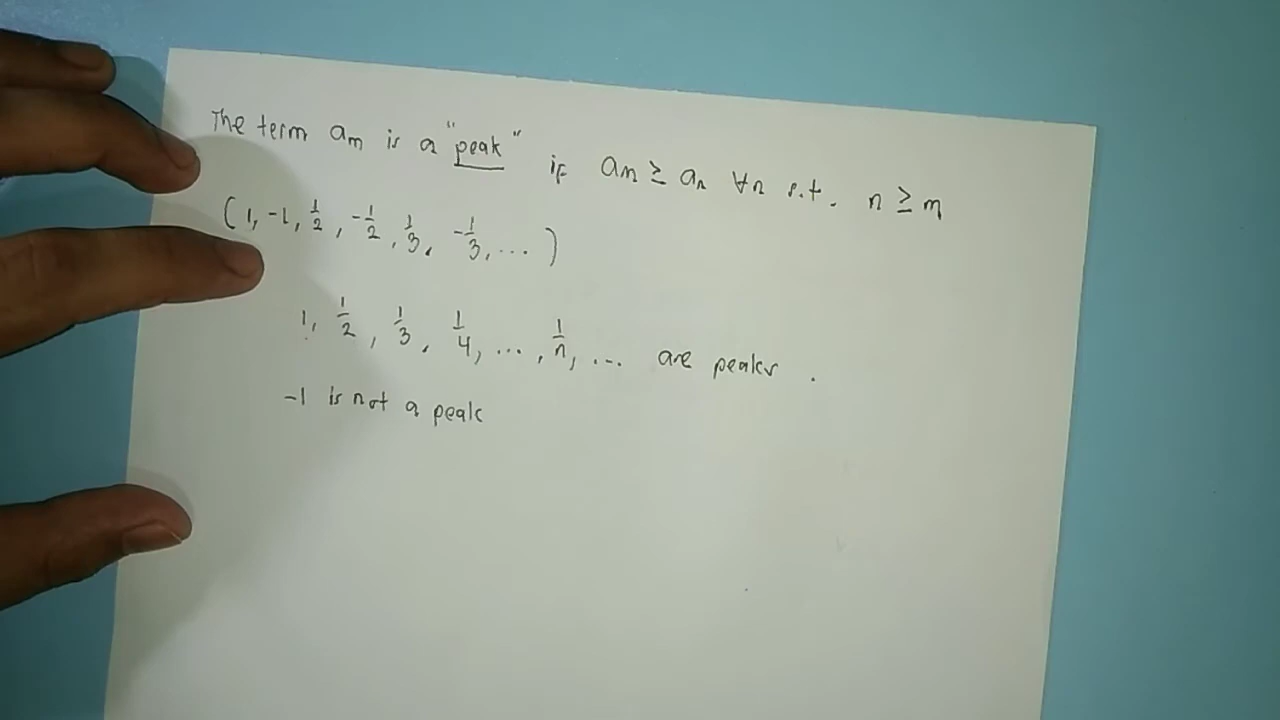 The term am is a "peak" if am ≥ an ∀n s.t. n ≥ m
(1, -1, 1/2, -1/2, 1/3, -1/3, ... )
1, 1/2, 1/3, 1/4, ..., 1/n, ... are peaks .
-1 is not a peak